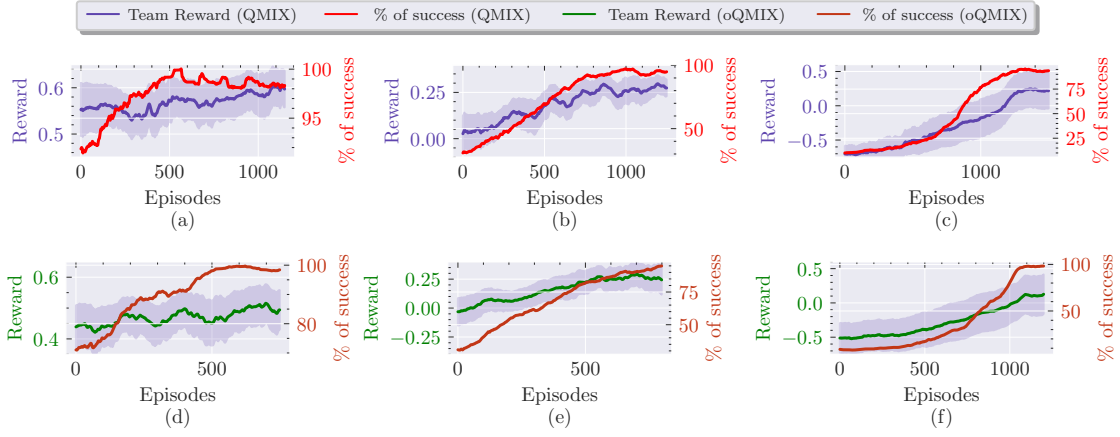 Team Reward (QMIX) % of success (QMIX) Team Reward (oQMIX) % of success (oQMIX)
Reward
0.6
0.5
100
95
% of success
0 500 1000
Episodes
(a)
Reward
0.25
0.00
100
50
% of success
0 500 1000
Episodes
(b)
Reward
0.5
0.0
−0.5
75
50
25
% of success
0 1000
Episodes
(c)
Reward
0.6
0.4
100
80
% of success
0 500
Episodes
(d)
Reward
0.25
0.00
−0.25
75
50
% of success
0 500
Episodes
(e)
Reward
0.5
0.0
−0.5
100
50
% of success
0 500 1000
Episodes
(f)